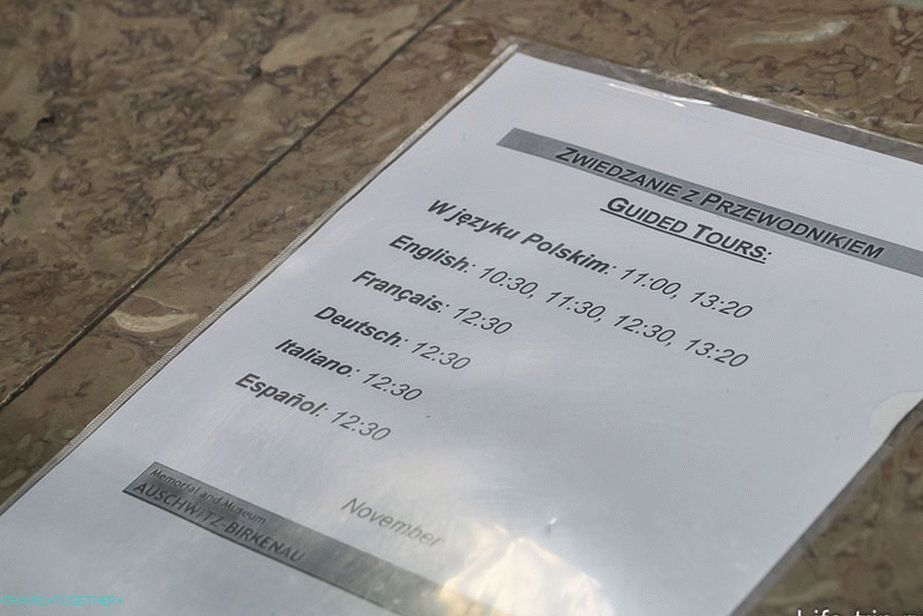 ZWIEDZANIE Z PRZEWODNIKIEM
GUIDED TOURS:
W języku Polskim: 11:00, 13:20
English: 10:30, 11:30, 12:30, 13:20
Français: 12:30
Deutsch: 12:30
Italiano: 12:30
Español: 12:30
November
Memorial and Museum
AUSCHWITZ-BIRKENAU